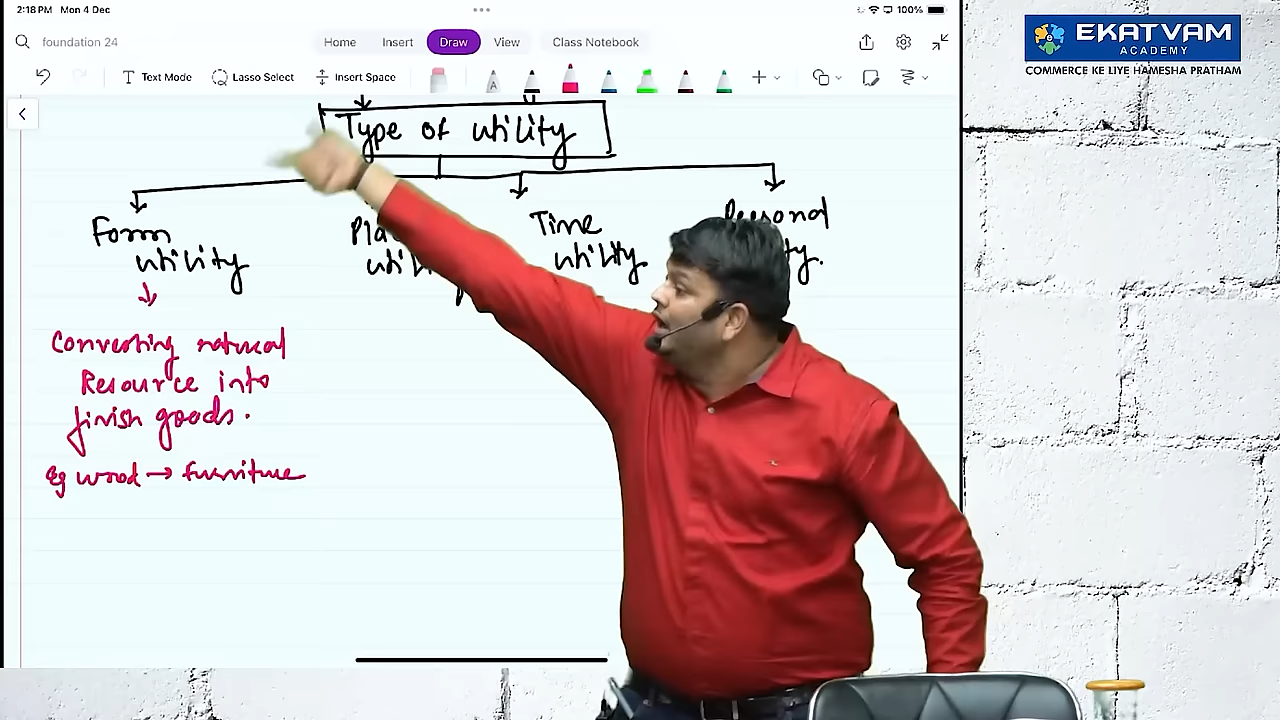 2:18 PM Mon 4 Dec
100%
foundation 24
Home Insert Draw View Class Notebook
Text Mode Lasso Select Insert Space
EKATVAM
ACADEMY
COMMERCE KE LIYE HAMESHA PRATHAM
Type of utility
Form
utility
Time
utility
Personal
Converting natural
Resource into
finish goods.
Eg wood → furniture